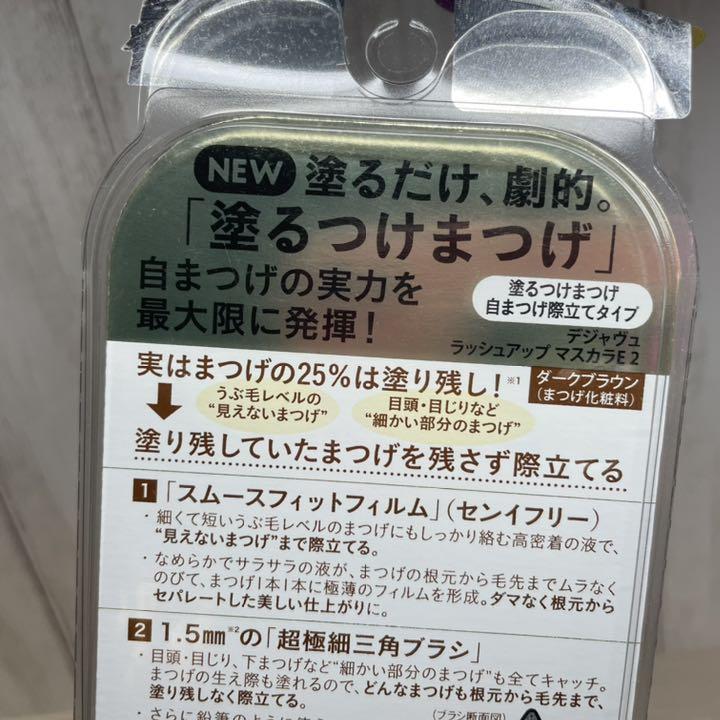 NEW 塗るだけ、劇的。
「塗るつけまつげ」
自まつげの実力を
最大限に発揮!
塗るつけまつげ
自まつげ際立てタイプ
デジャヴュ
ラッシュアップ マスカラE 2
実はまつげの25%は塗り残し!※1
ダークブラウン
(まつげ化粧料)
うぶ毛レベルの
“見えないまつげ”
目頭・目じりなど
“細かい部分のまつげ”
塗り残していたまつげを残さず際立てる
1 「スムースフィットフィルム」(センイフリー)
・細くて短いうぶ毛レベルのまつげにもしっかり絡む高密着の液で、
“見えないまつげ”まで際立てる。
・なめらかでサラサラの液が、まつげの根元から毛先までムラなく
のびて、まつげ1本1本に極薄のフィルムを形成。ダマなく根元から
セパレートした美しい仕上がりに。
2 1.5mm※2の「超極細三角ブラシ」
・目頭・目じり、下まつげなど“細かい部分のまつげ”も全てキャッチ。
まつげの生え際も塗れるので、どんなまつげも根元から毛先まで、
塗り残しなく際立てる。
(ブラシ断面図)
・さらに鉛筆のように